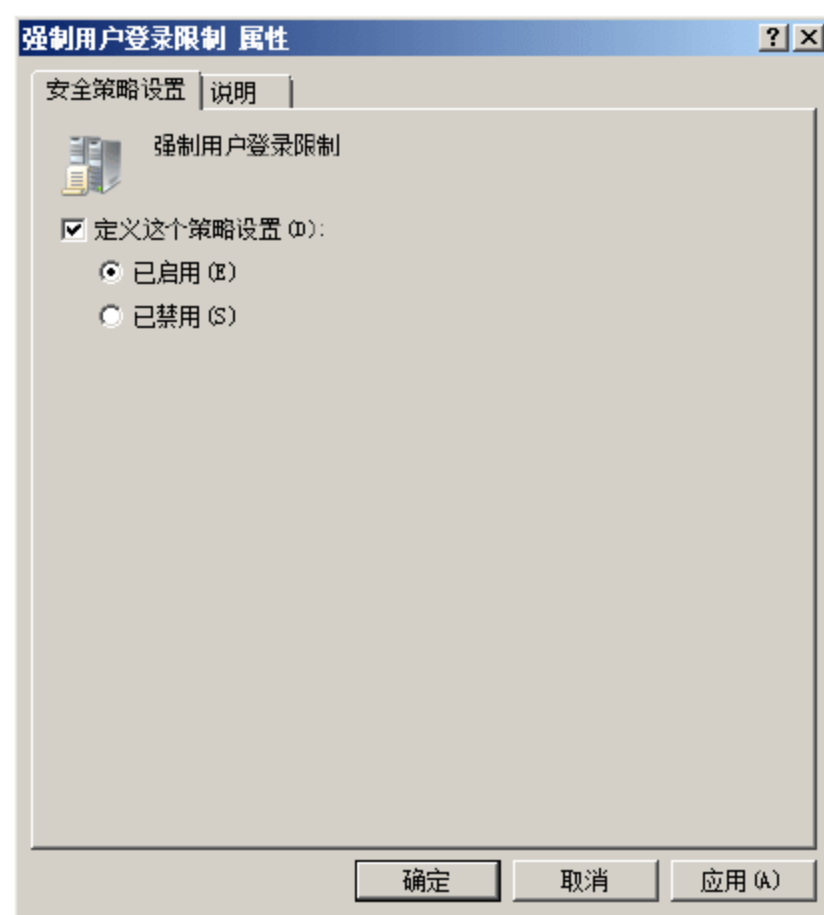 强制用户登录限制 属性
安全策略设置 说明
强制用户登录限制
定义这个策略设置(D):
已启用(E)
已禁用(S)
确定 取消 应用(A)